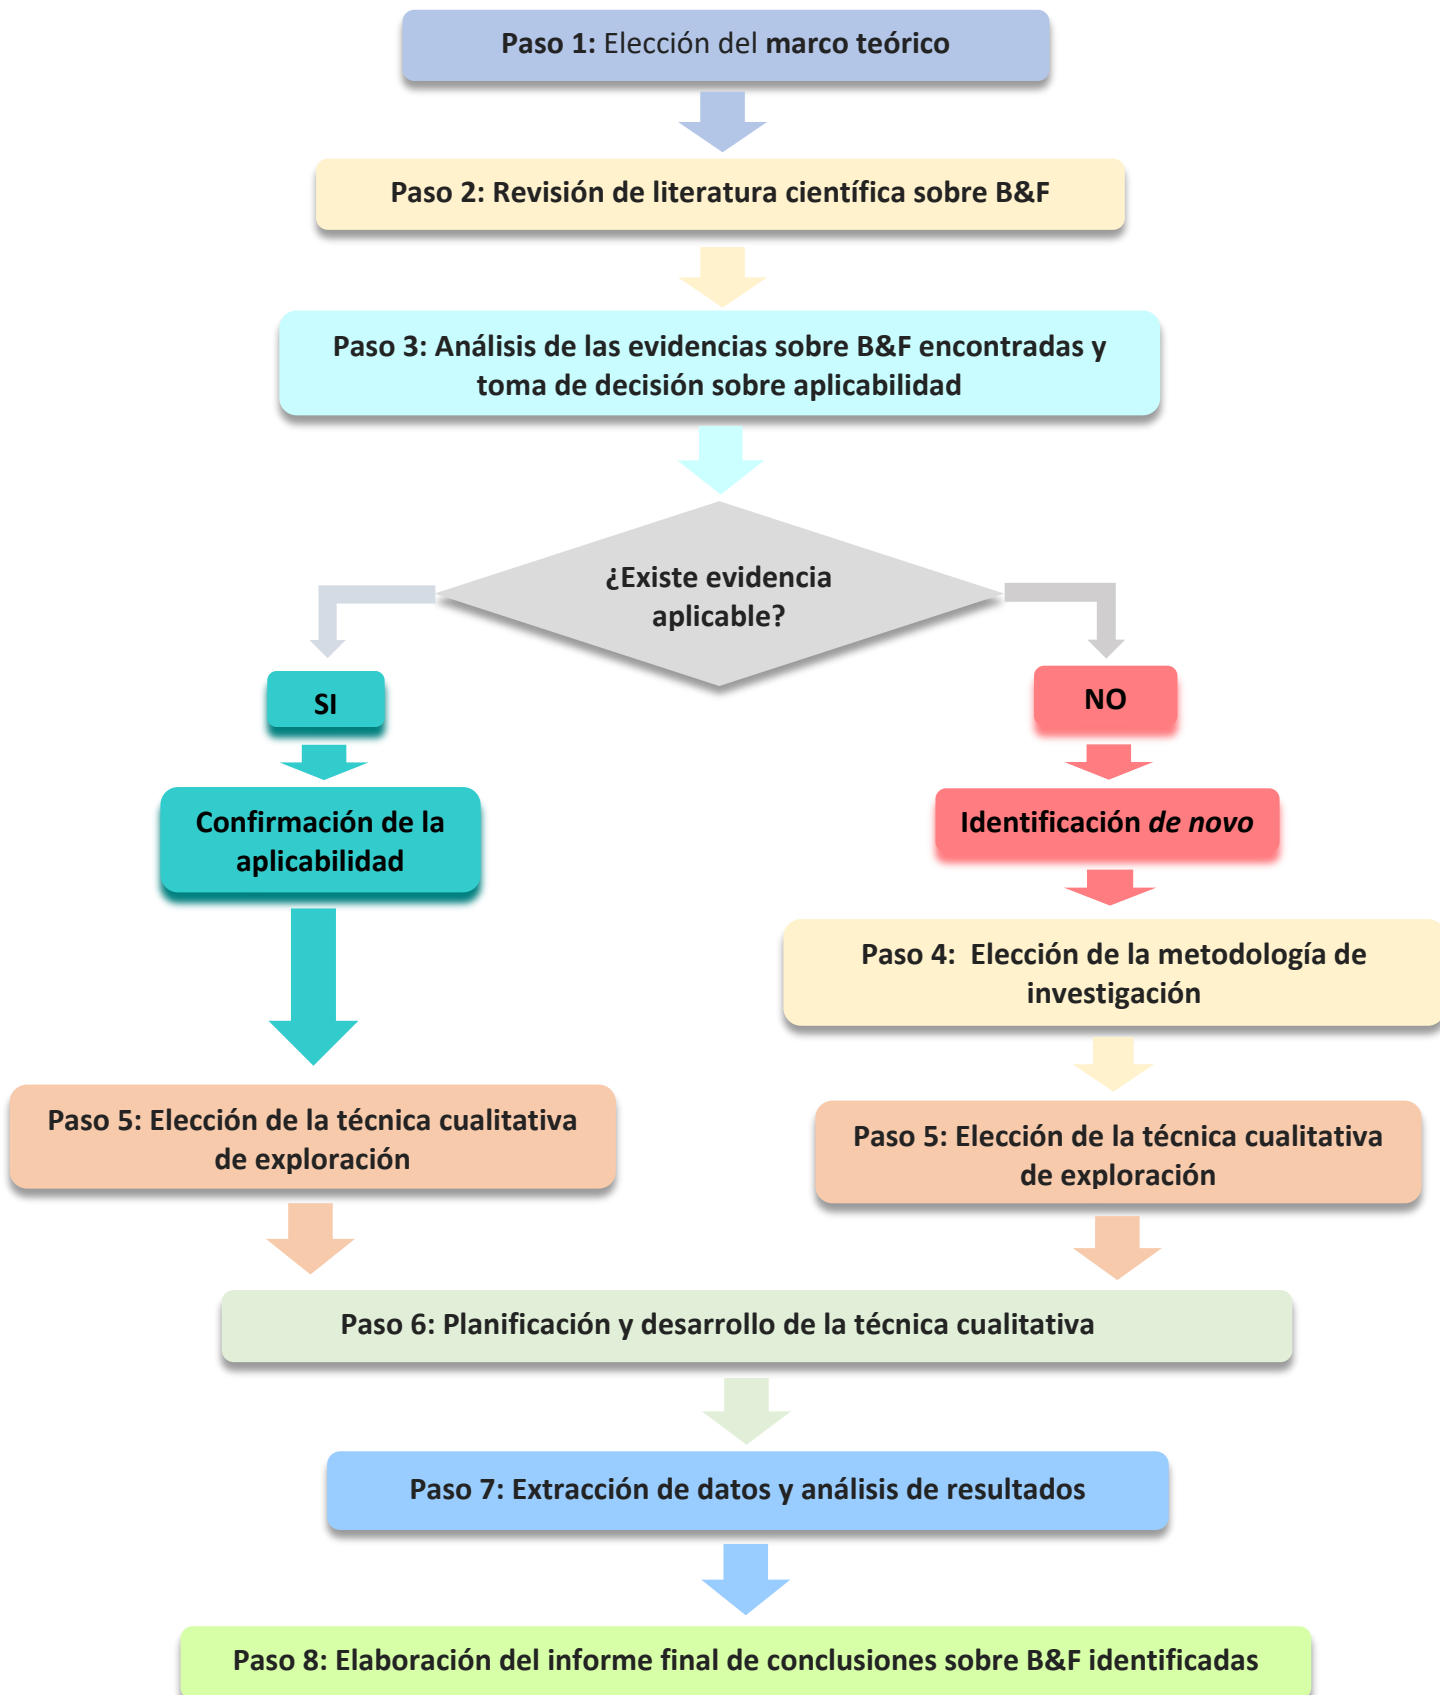 Paso 1: Elección del marco teórico
Paso 2: Revisión de literatura científica sobre B&F
Paso 3: Análisis de las evidencias sobre B&F encontradas y
toma de decisión sobre aplicabilidad
¿Existe evidencia
aplicable?
SI
NO
Confirmación de la
aplicabilidad
Identificación de novo
Paso 4:  Elección de la metodología de
investigación
Paso 5: Elección de la técnica cualitativa
de exploración
Paso 5: Elección de la técnica cualitativa
de exploración
Paso 6: Planificación y desarrollo de la técnica cualitativa
Paso 7: Extracción de datos y análisis de resultados
Paso 8: Elaboración del informe final de conclusiones sobre B&F identificadas